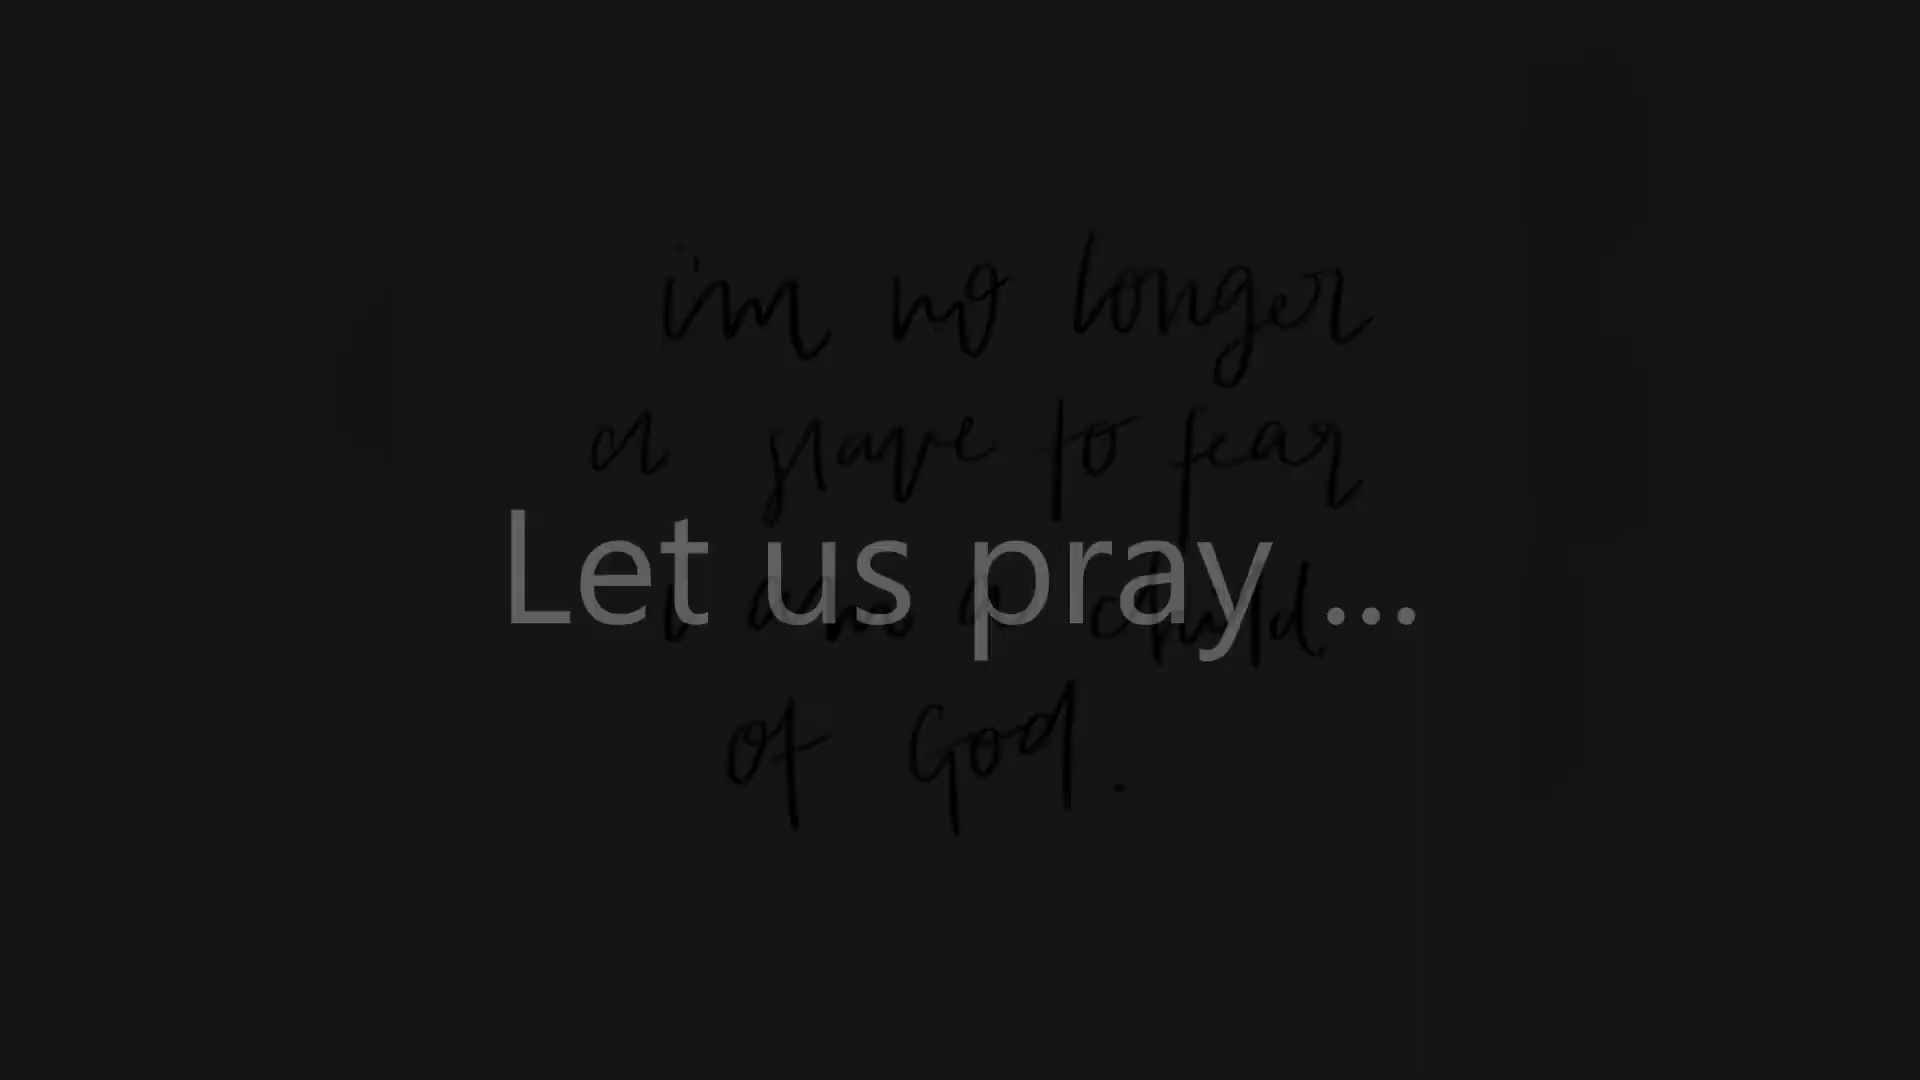 i'm no longer
a slave to fear
Let us pray ...
i am a child
of God.